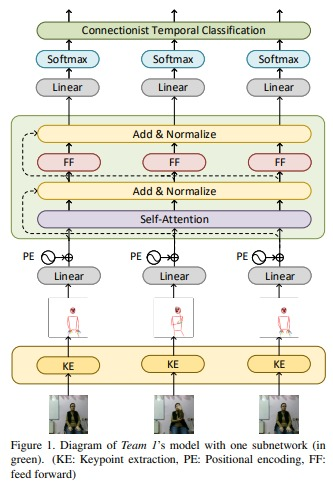 Connectionist Temporal Classification
Softmax Softmax Softmax
Linear Linear Linear
Add & Normalize
FF FF FF
Add & Normalize
Self-Attention
PE PE PE
Linear Linear Linear
KE KE KE
Figure 1. Diagram of Team 1's model with one subnetwork (in
green). (KE: Keypoint extraction, PE: Positional encoding, FF:
feed forward)